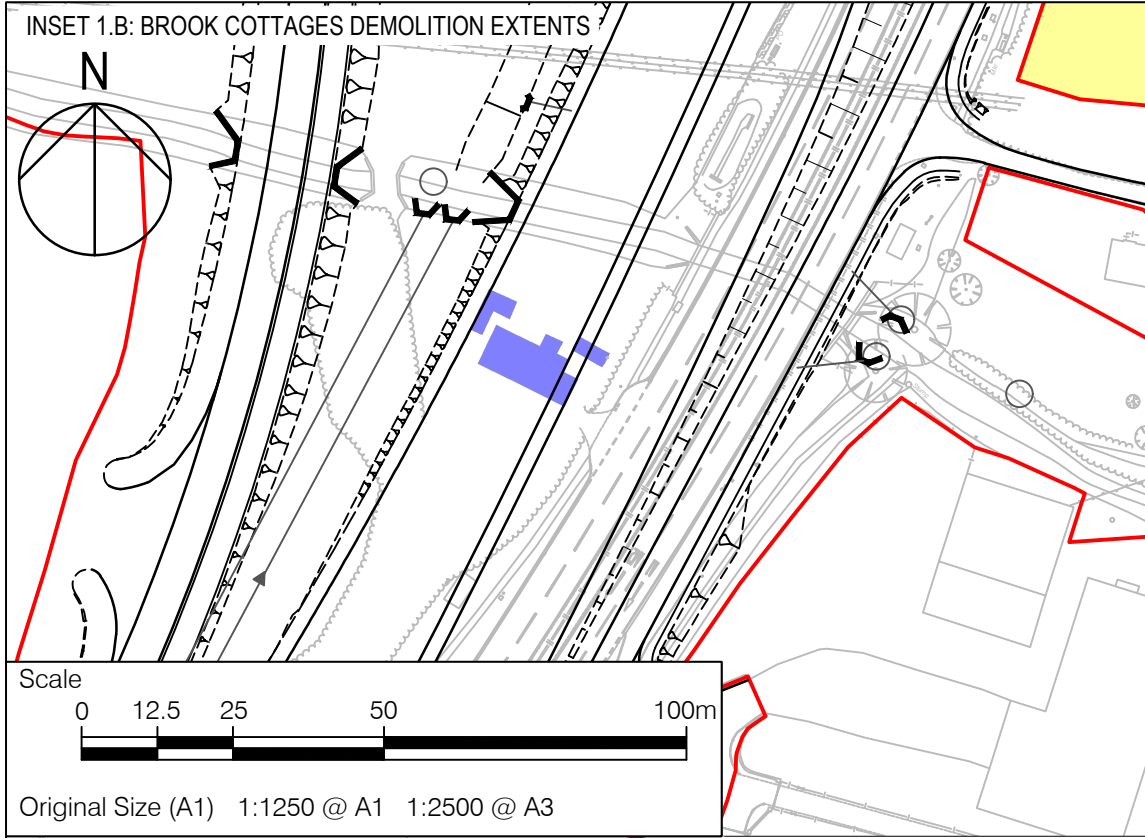 INSET 1.B: BROOK COTTAGES DEMOLITION EXTENTS
N
Scale
0 12.5 25 50 100m
Original Size (A1) 1:1250 @ A1 1:2500 @ A3